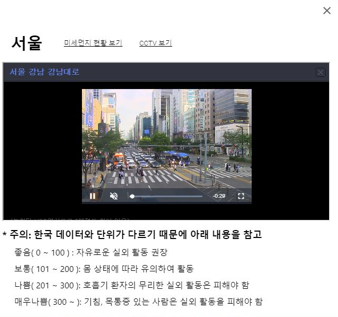 서울 미세먼지 현황 보기 CCTV 보기
서울 강남 강남대로
-0:29
* 주의: 한국 데이터와 단위가 다르기 때문에 아래 내용을 참고
좋음( 0 ~ 100 ) : 자유로운 실외 활동 권장
보통( 101 ~ 200 ): 몸 상태에 따라 유의하여 활동
나쁨( 201 ~ 300 ): 호흡기 환자의 무리한 실외 활동은 피해야 함
매우나쁨( 300 ~ ): 기침, 목통증 있는 사람은 실외 활동을 피해야 함